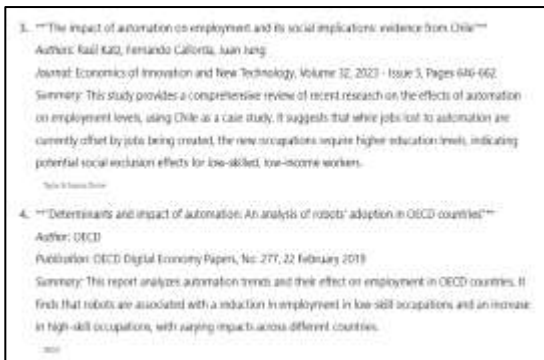 3. **"The impact of automation on employment and its social implications: evidence from Chile"**
Authors: Raúl Katz, Fernando Callorda, Juan Jung
Journal: Economics of Innovation and New Technology, Volume 32, 2023 - Issue 5, Pages 646-662
Summary: This study provides a comprehensive review of recent research on the effects of automation
on employment levels, using Chile as a case study. It suggests that while jobs lost to automation are
currently offset by jobs being created, the new occupations require higher education levels, indicating
potential social exclusion effects for low-skilled, low-income workers.
Taylor & Francis Online
4. **"Determinants and impact of automation: An analysis of robots' adoption in OECD countries"**
Author: OECD
Publication: OECD Digital Economy Papers, No. 277, 22 February 2019
Summary: This report analyzes automation trends and their effect on employment in OECD countries. It
finds that robots are associated with a reduction in employment in low-skill occupations and an increase
in high-skill occupations, with varying impacts across different countries.